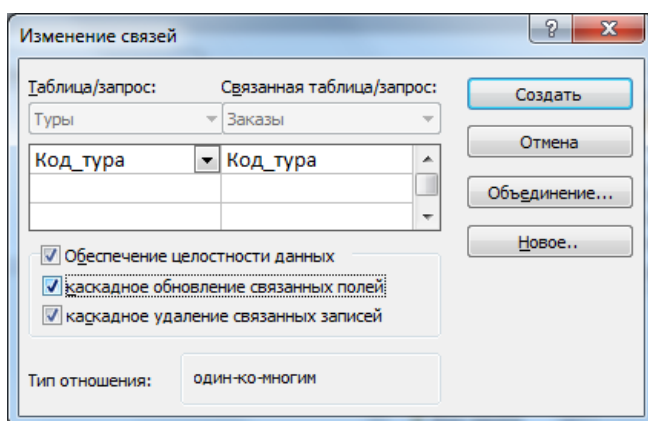 Изменение связей
Таблица/запрос: Связанная таблица/запрос:
Туры Заказы
Код_тура Код_тура
Обеспечение целостности данных
каскадное обновление связанных полей
каскадное удаление связанных записей
Тип отношения: один-ко-многим
Создать
Отмена
Объединение...
Новое..